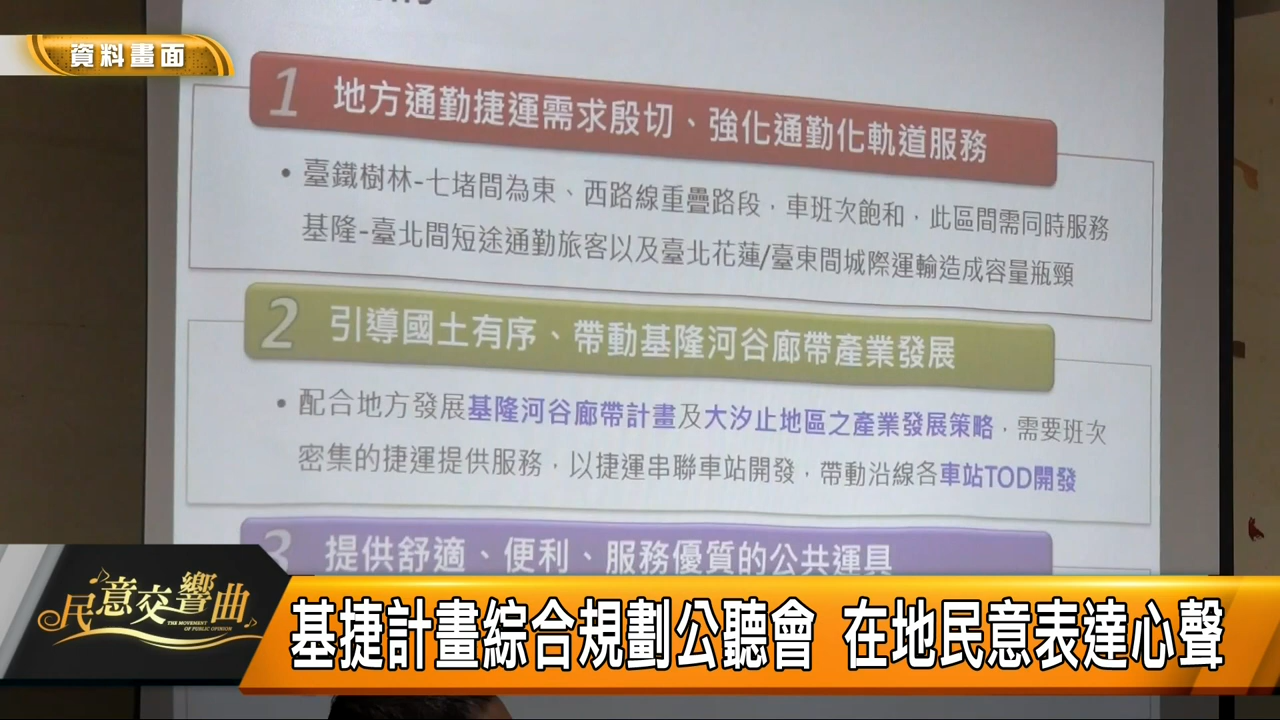 資料畫面
1 地方通勤捷運需求殷切、強化通勤化軌道服務
• 臺鐵樹林-七堵間為東、西路線重疊路段，車班次飽和，此區間需同時服務
基隆-臺北間短途通勤旅客以及臺北花蓮/臺東間城際運輸造成容量瓶頸
2 引導國土有序、帶動基隆河谷廊帶產業發展
• 配合地方發展基隆河谷廊帶計畫及大汐止地區之產業發展策略，需要班次
密集的捷運提供服務，以捷運串聯車站開發，帶動沿線各車站TOD開發
3 提供舒適、便利、服務優質的公共運具
民意交響曲
THE MOVEMENT
OF PUBLIC OPINION
基捷計畫綜合規劃公聽會 在地民意表達心聲